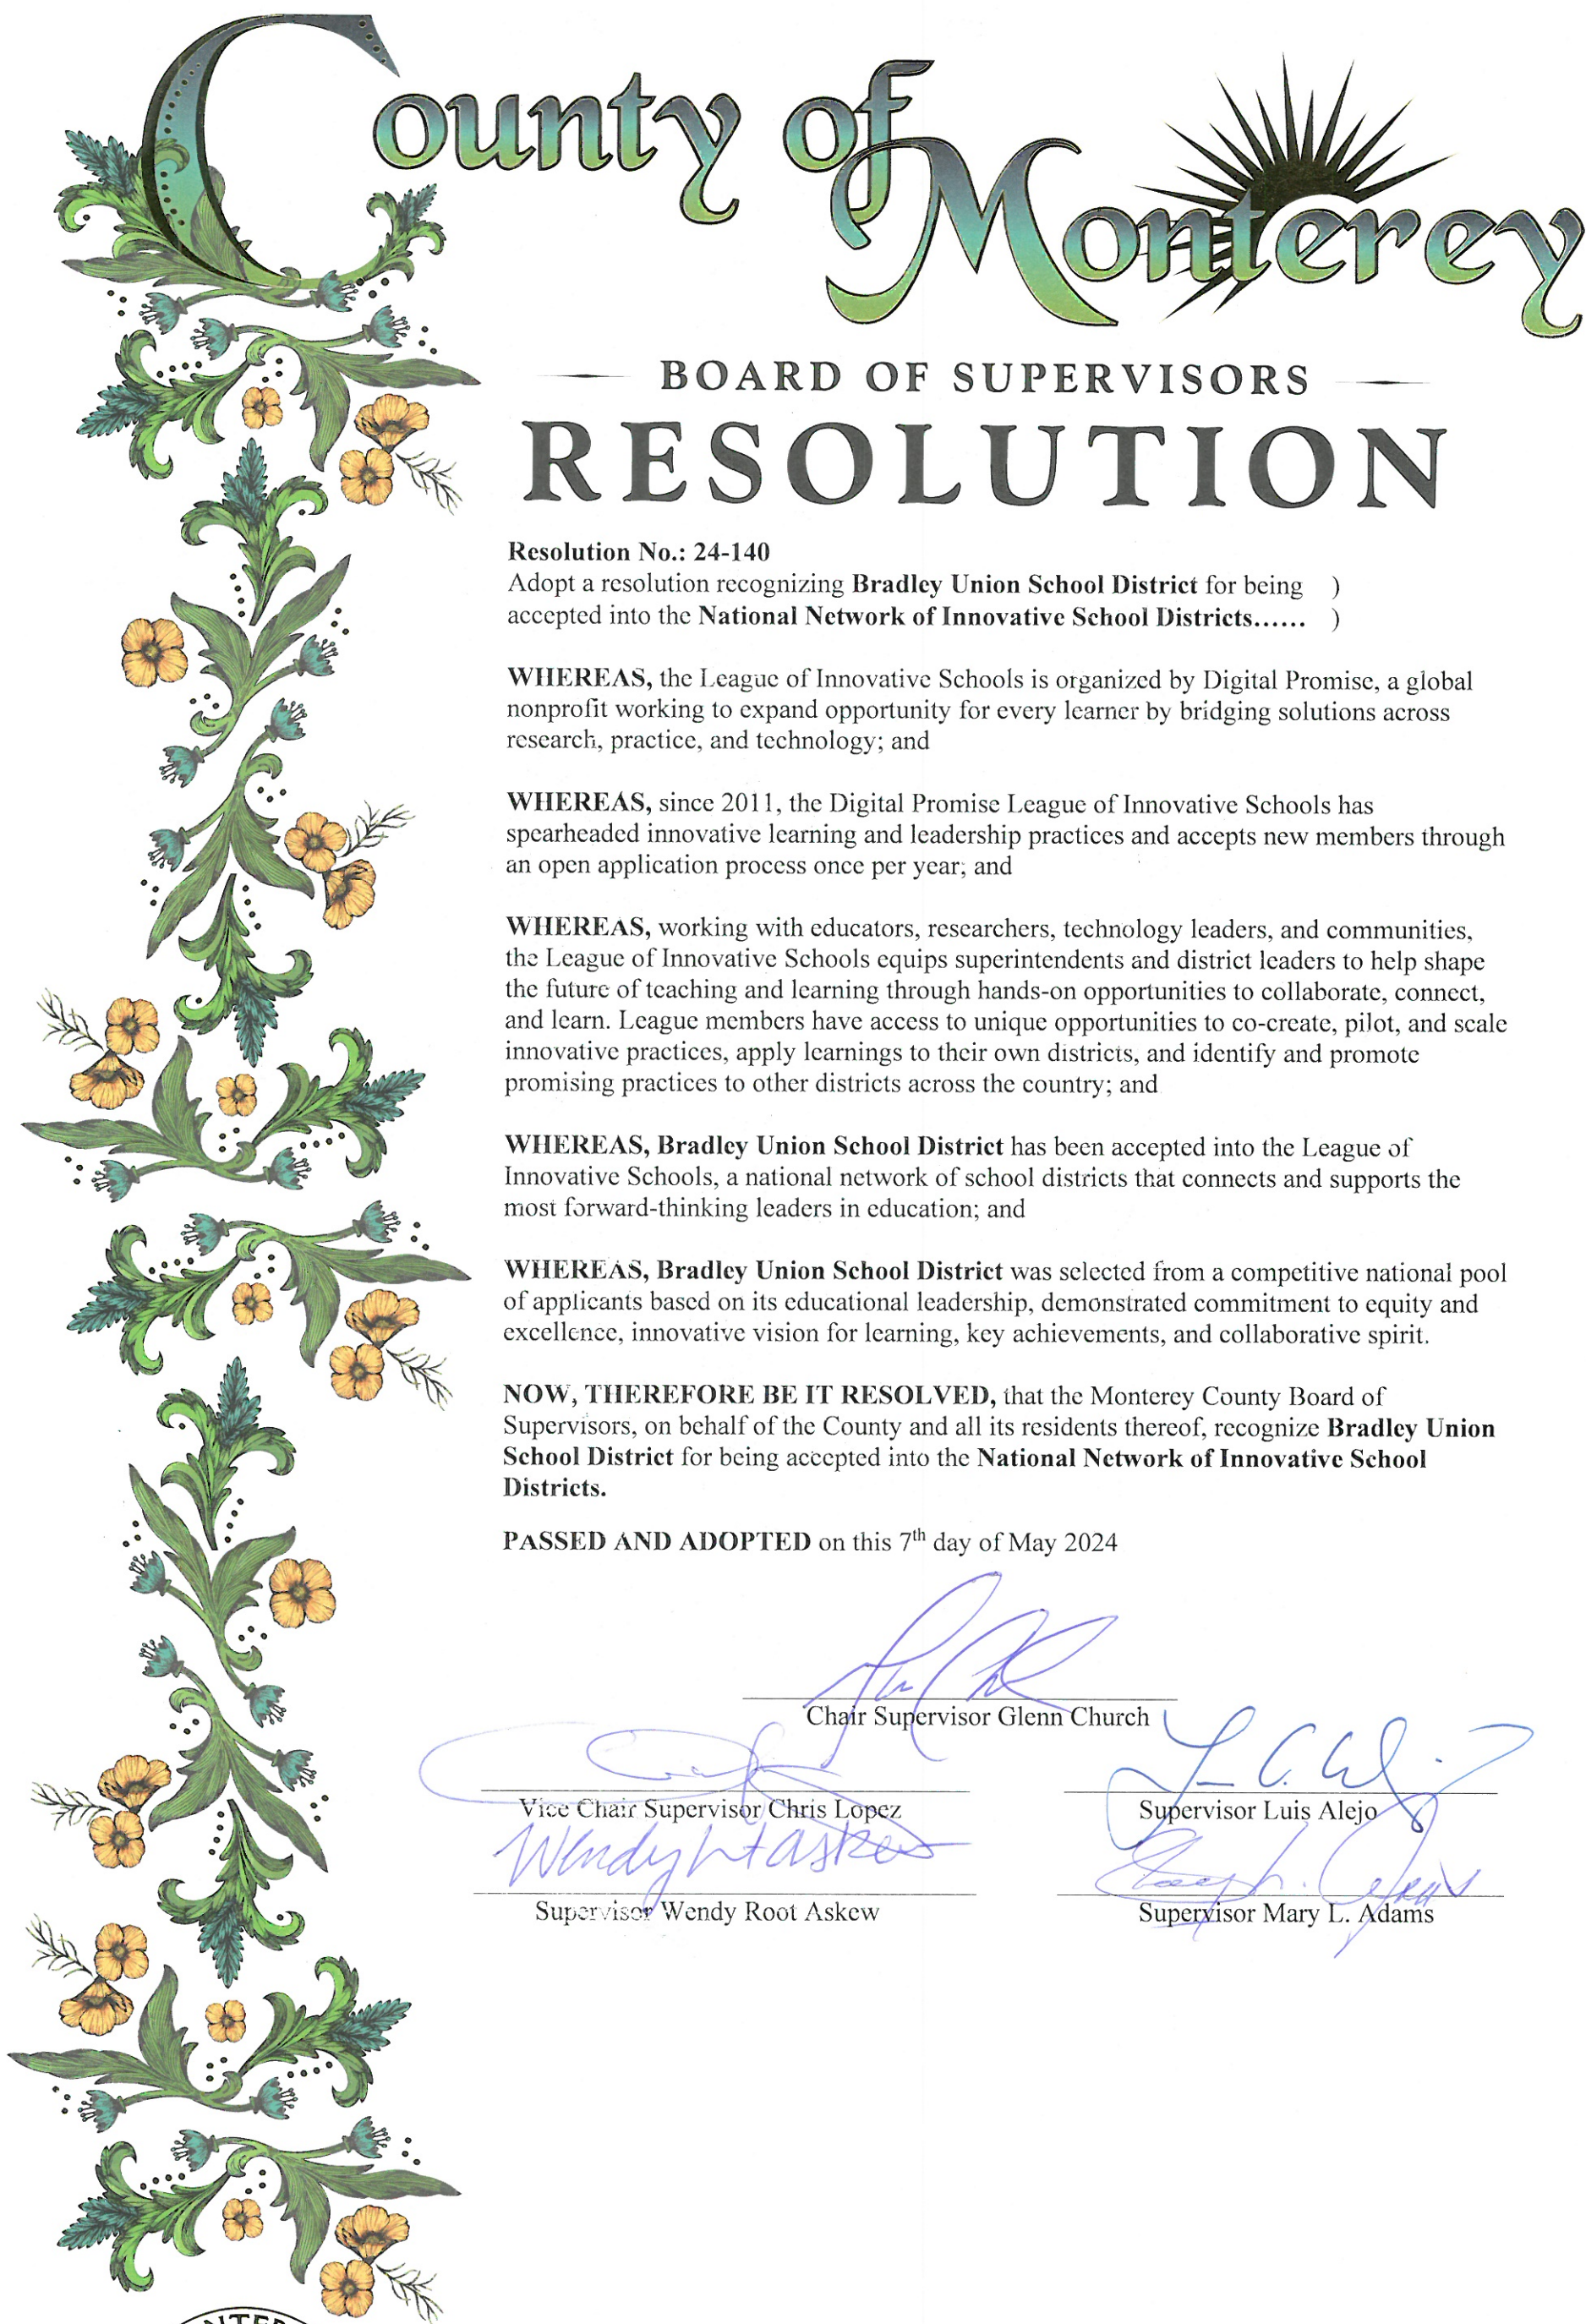 County of
Monterey
BOARD OF SUPERVISORS
RESOLUTION
Resolution No.: 24-140
Adopt a resolution recognizing Bradley Union School District for being )
accepted into the National Network of Innovative School Districts...... )
WHEREAS, the League of Innovative Schools is organized by Digital Promise, a global
nonprofit working to expand opportunity for every learner by bridging solutions across
research, practice, and technology; and
WHEREAS, since 2011, the Digital Promise League of Innovative Schools has
spearheaded innovative learning and leadership practices and accepts new members through
an open application process once per year; and
WHEREAS, working with educators, researchers, technology leaders, and communities,
the League of Innovative Schools equips superintendents and district leaders to help shape
the future of teaching and learning through hands-on opportunities to collaborate, connect,
and learn. League members have access to unique opportunities to co-create, pilot, and scale
innovative practices, apply learnings to their own districts, and identify and promote
promising practices to other districts across the country; and
WHEREAS, Bradley Union School District has been accepted into the League of
Innovative Schools, a national network of school districts that connects and supports the
most forward-thinking leaders in education; and
WHEREAS, Bradley Union School District was selected from a competitive national pool
of applicants based on its educational leadership, demonstrated commitment to equity and
excellence, innovative vision for learning, key achievements, and collaborative spirit.
NOW, THEREFORE BE IT RESOLVED, that the Monterey County Board of
Supervisors, on behalf of the County and all its residents thereof, recognize Bradley Union
School District for being accepted into the National Network of Innovative School
Districts.
PASSED AND ADOPTED on this 7th day of May 2024
Chair Supervisor Glenn Church
Vice Chair Supervisor Chris Lopez
Supervisor Luis Alejo
Wendy Root Askew
Supervisor Wendy Root Askew
Supervisor Mary L. Adams